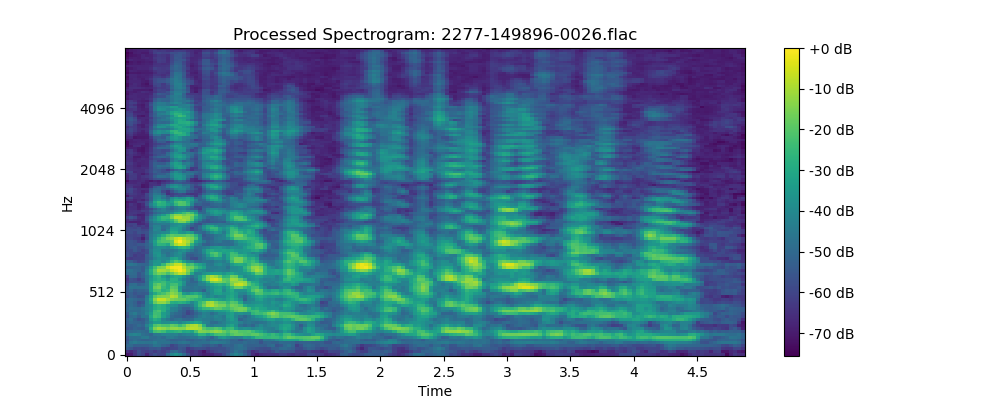 Processed Spectrogram: 2277-149896-0026.flac
Hz
4096
2048
1024
512
0
0 0.5 1 1.5 2 2.5 3 3.5 4 4.5
Time
+0 dB
-10 dB
-20 dB
-30 dB
-40 dB
-50 dB
-60 dB
-70 dB